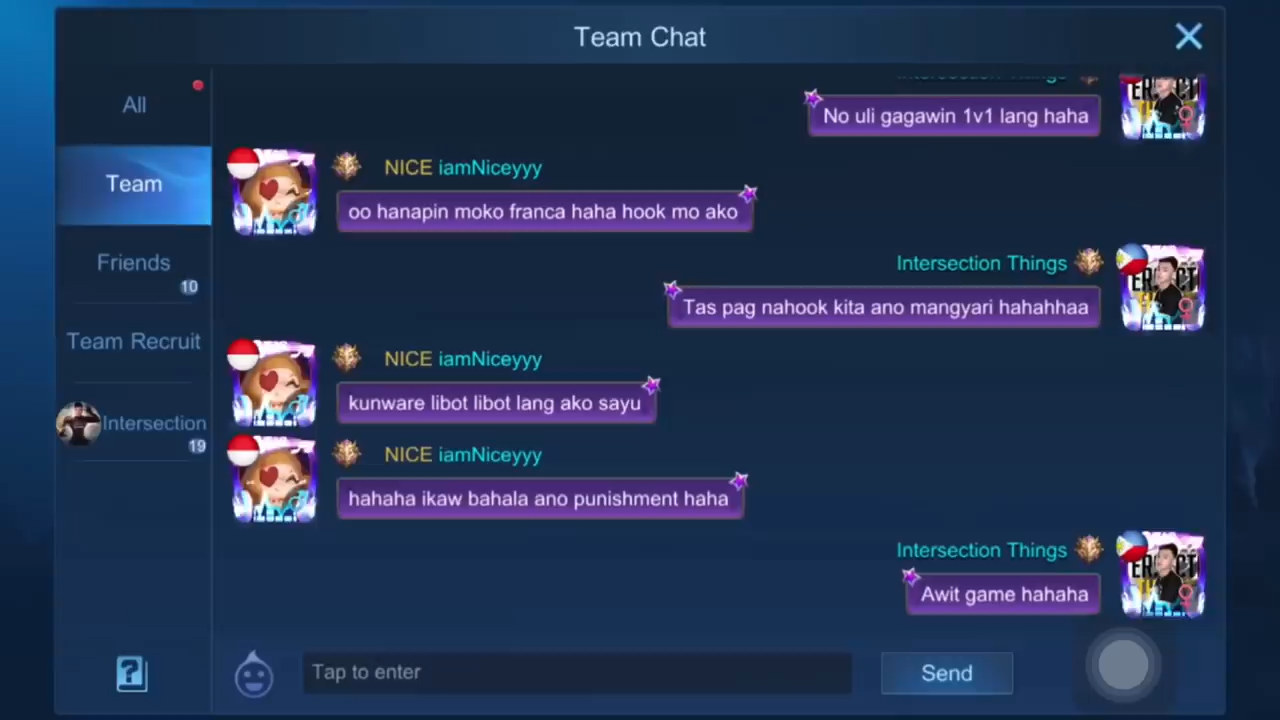 Team Chat
All
Team
Friends
10
Team Recruit
Intersection
19
Intersection Things
No uli gagawin 1v1 lang haha
NICE iamNiceyyy
oo hanapin moko franca haha hook mo ako
Intersection Things
Tas pag nahook kita ano mangyari hahahhaa
NICE iamNiceyyy
kunware libot libot lang ako sayu
NICE iamNiceyyy
hahaha ikaw bahala ano punishment haha
Intersection Things
Awit game hahaha
Tap to enter
Send